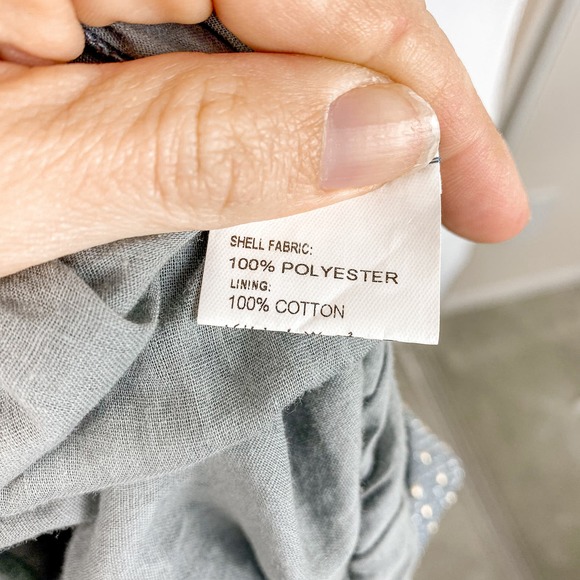 SHELL FABRIC:
100% POLYESTER
LINING:
100% COTTON